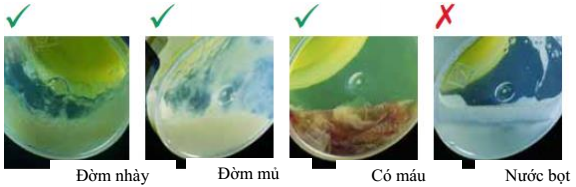 Đờm nhày
Đờm mủ
Có máu
Nước bọt